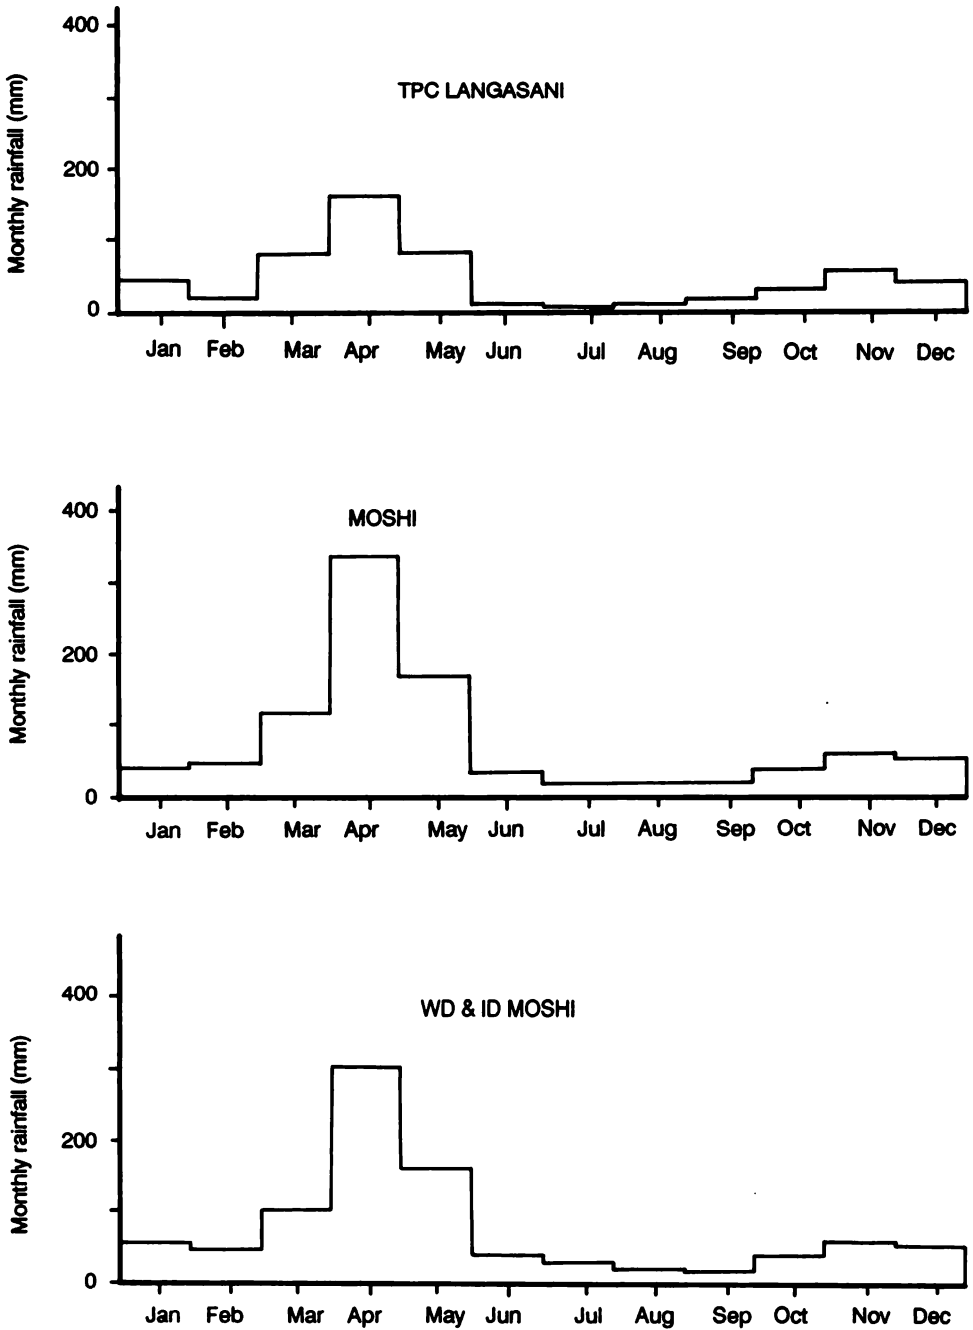 400
TPC LANGASANI
Monthly rainfall (mm)
200
0
Jan Feb Mar Apr May Jun Jul Aug Sep Oct Nov Dec
400
MOSHI
Monthly rainfall (mm)
200
0
Jan Feb Mar Apr May Jun Jul Aug Sep Oct Nov Dec
400
WD & ID MOSHI
Monthly rainfall (mm)
200
0
Jan Feb Mar Apr May Jun Jul Aug Sep Oct Nov Dec